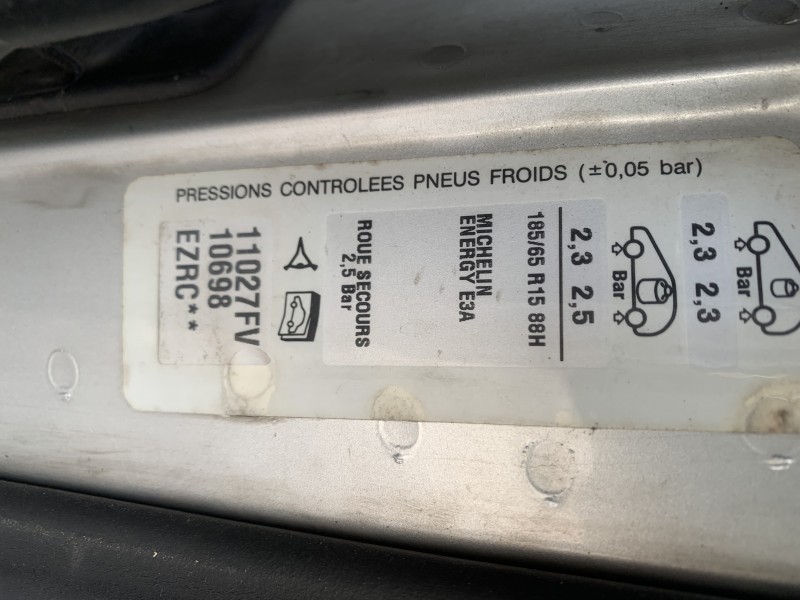 PRESSIONS CONTROLEES PNEUS FROIDS (±0,05 bar)
2,3 2,3
Bar
Bar
2,3 2,5
185/65 R15 88H
MICHELIN
ENERGY E3A
ROUE SECOURS
2,5 Bar
11027FV
10698
EZRC**